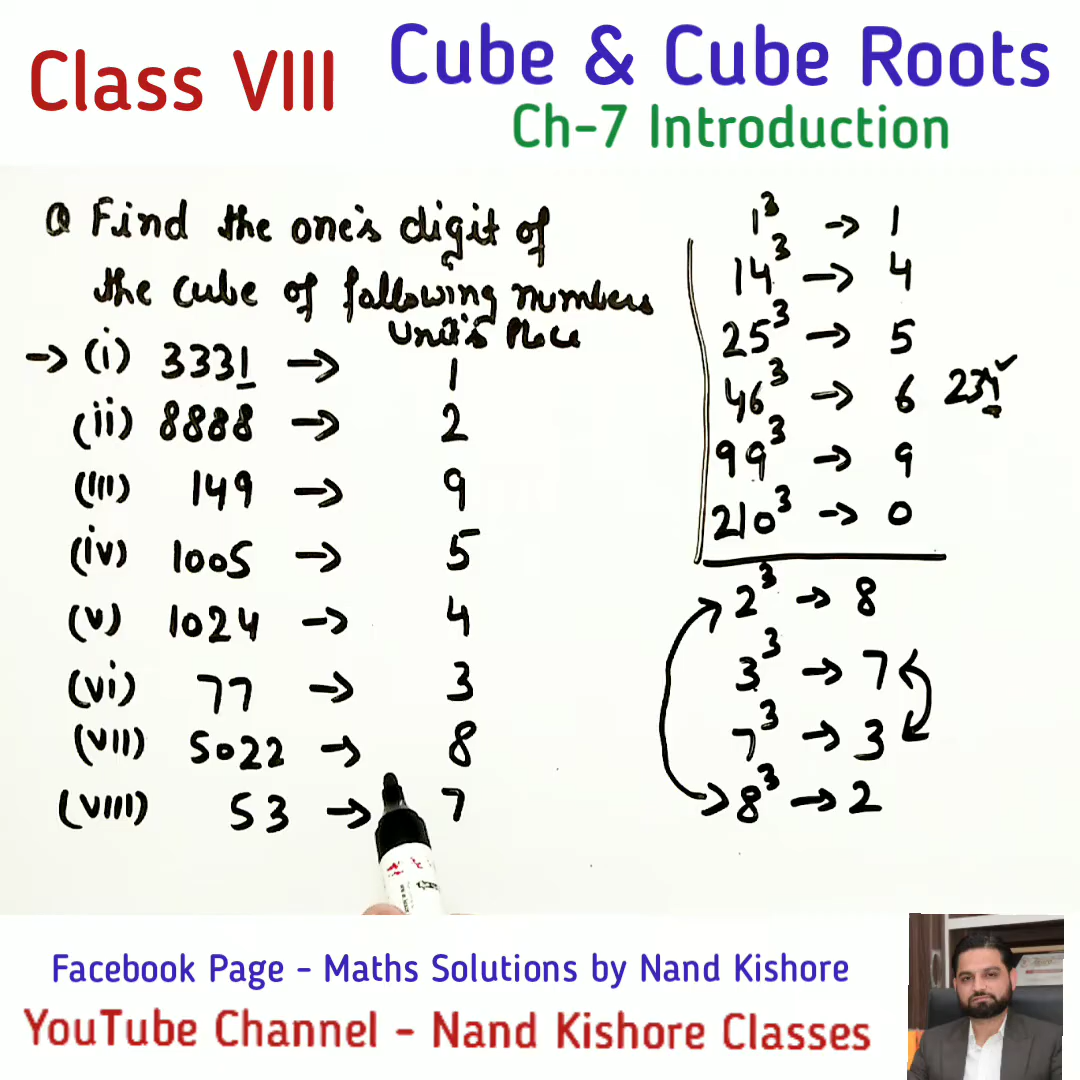 Class VIII
Cube & Cube Roots
Ch-7 Introduction
Q Find the one's digit of
the cube of following numbers
Unit's Place
→ (i) 3331 → 1
(ii) 8888 → 2
(III) 149 → 9
(iv) 1005 → 5
(v) 1024 → 4
(vi) 77 → 3
(VII) 5022 → 8
(VIII) 53 → 7
1³ → 1
14³ → 4
25³ → 5
46³ → 6
99³ → 9
210³ → 0
2³ → 8
3³ → 7
7³ → 3
8³ → 2
Facebook Page - Maths Solutions by Nand Kishore
YouTube Channel - Nand Kishore Classes